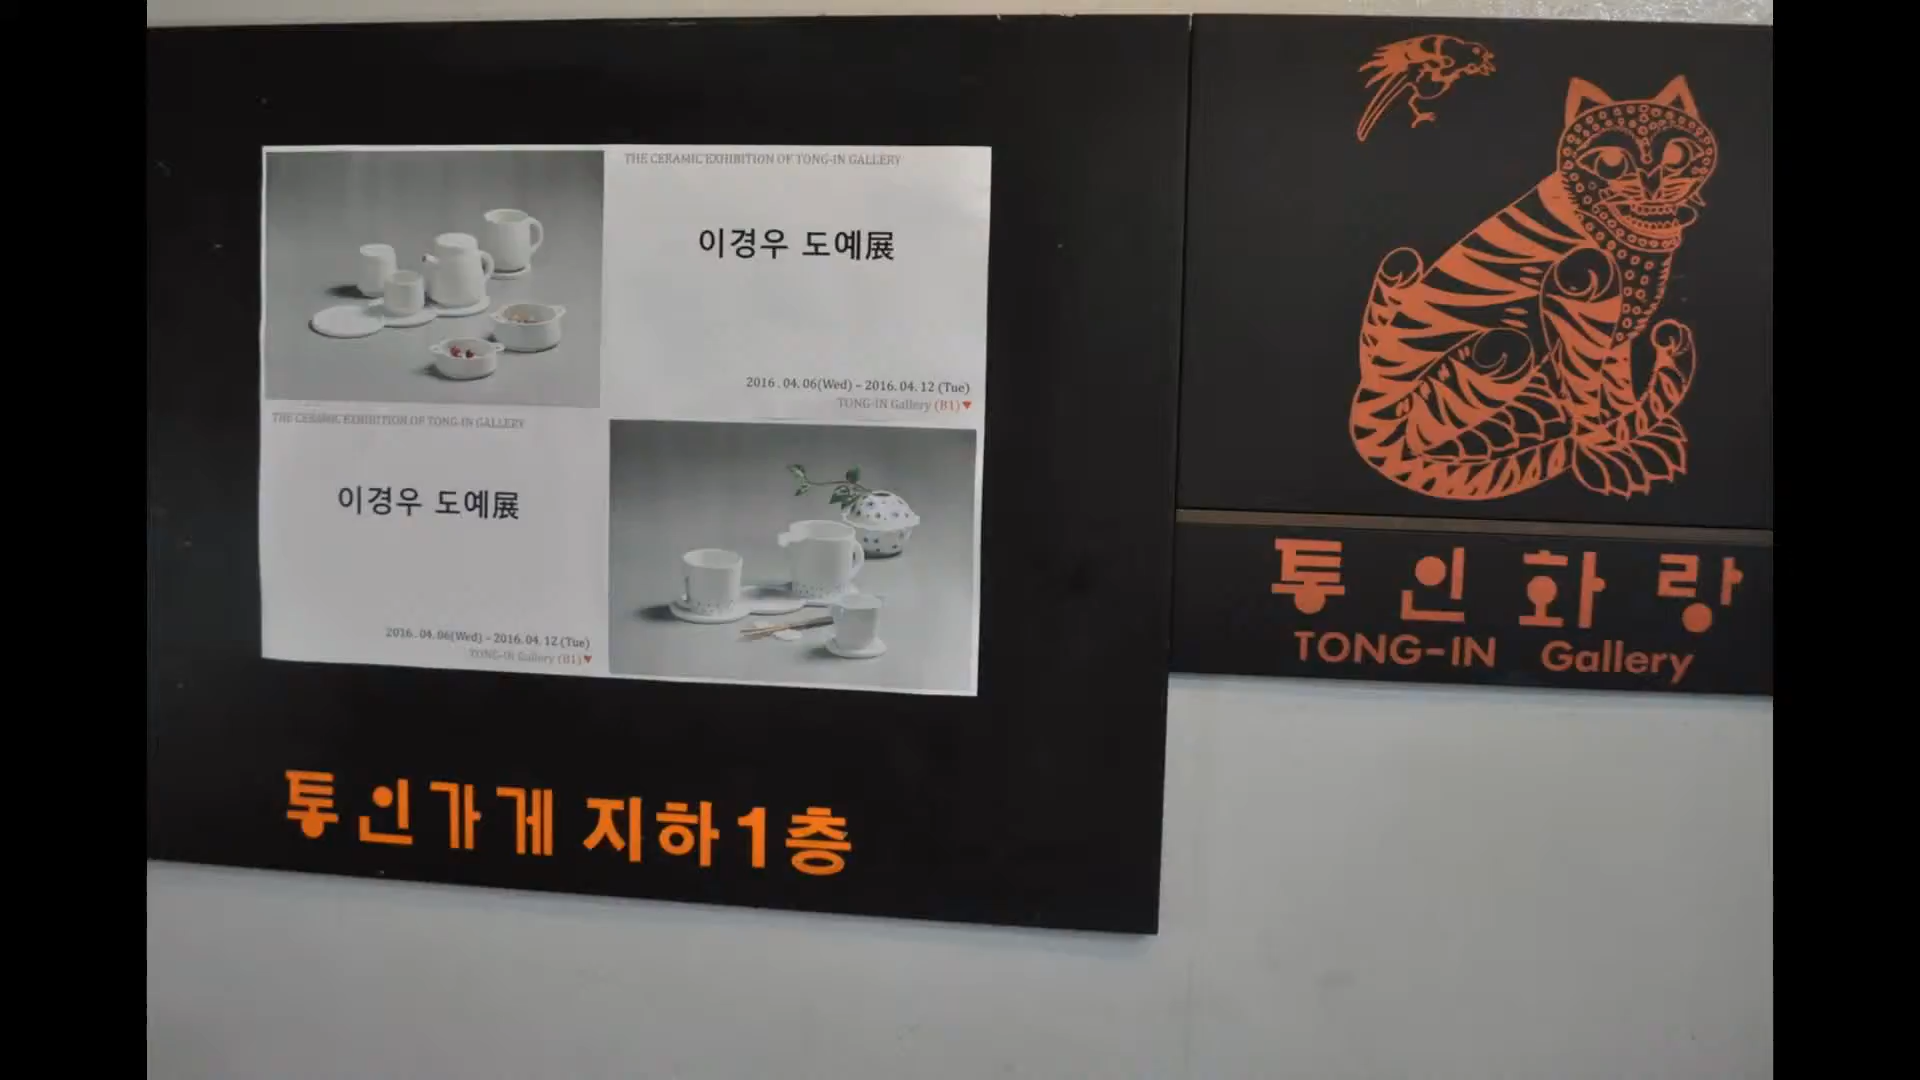 THE CERAMIC EXHIBITION OF TONG-IN GALLERY
이경우 도예展
2016. 04. 06(Wed) – 2016. 04. 12 (Tue)
TONG-IN Gallery (B1)▼
THE CERAMIC EXHIBITION OF TONG-IN GALLERY
이경우 도예展
2016. 04. 06(Wed) – 2016. 04. 12 (Tue)
TONG-IN Gallery (B1)▼
통인가게 지하1층
통인화랑
TONG-IN Gallery